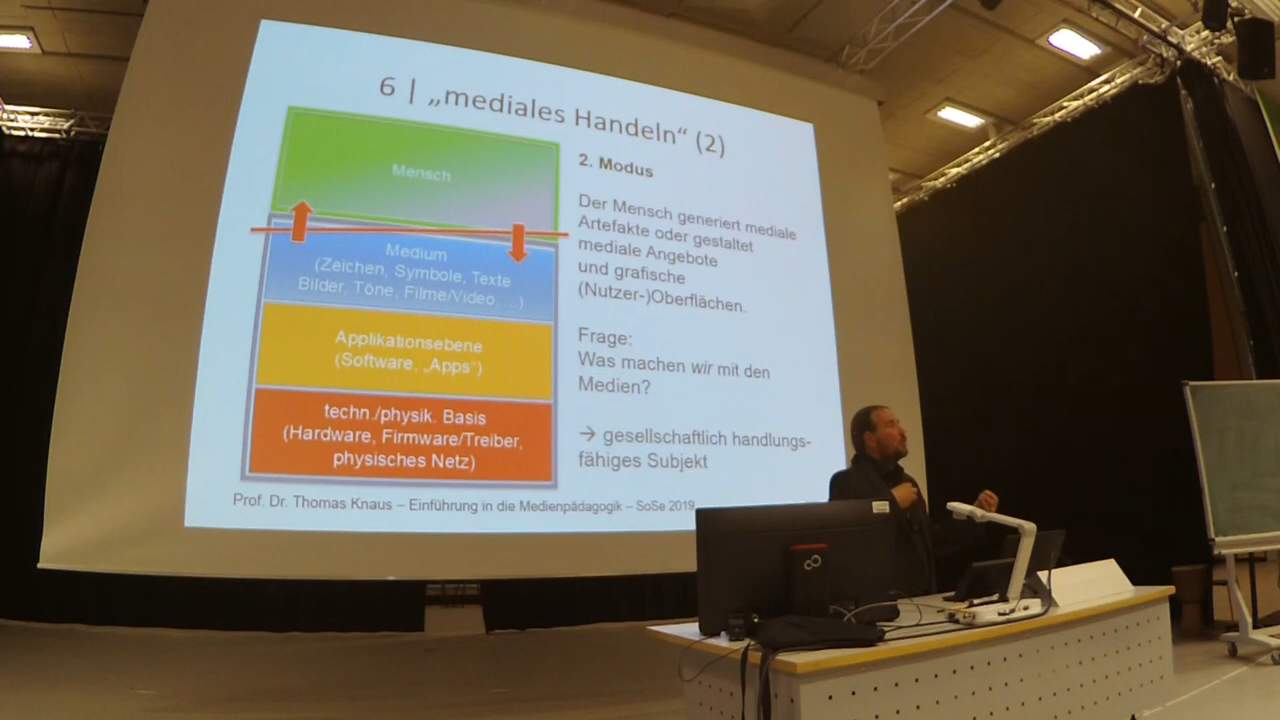 6 | „mediales Handeln“ (2)
Mensch
Medium
(Zeichen, Symbole, Texte
Bilder, Töne, Filme/Video, ...)
Applikationsebene
(Software, „Apps“)
techn./physik. Basis
(Hardware, Firmware/Treiber,
physisches Netz)
2. Modus
Der Mensch generiert mediale
Artefakte oder gestaltet
mediale Angebote
und grafische
(Nutzer-)Oberflächen.
Frage:
Was machen wir mit den
Medien?
→ gesellschaftlich handlungs-
fähiges Subjekt
Prof. Dr. Thomas Knaus – Einführung in die Medienpädagogik – SoSe 2019